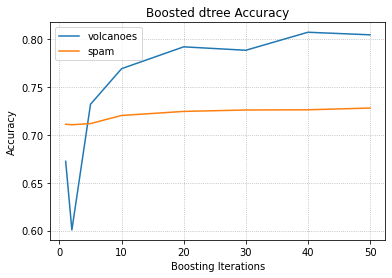 Boosted dtree Accuracy
volcanoes
spam
Accuracy
0.80
0.75
0.70
0.65
0.60
0 10 20 30 40 50
Boosting Iterations